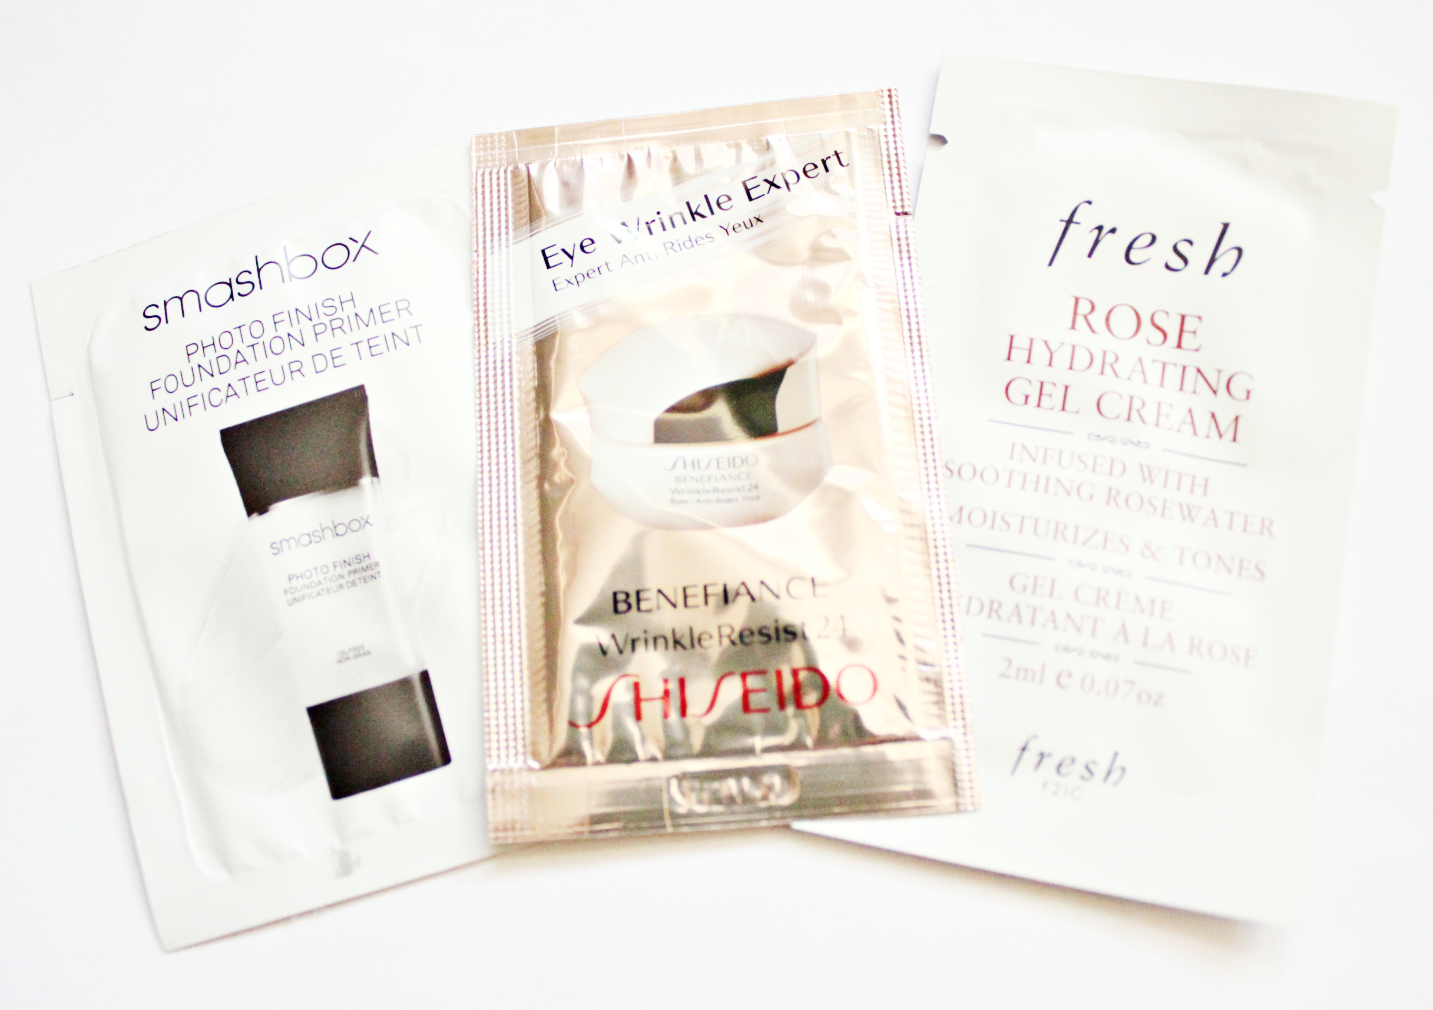 smashbox
PHOTO FINISH
FOUNDATION PRIMER
UNIFICATEUR DE TEINT
smashbox
PHOTO FINISH
FOUNDATION PRIMER
UNIFICATEUR DE TEINT
Eye Wrinkle Expert
Expert Anti Rides Yeux
SHISEIDO
BENEFIANCE
WrinkleResist24
BENEFIANCE
WrinkleResist24
SHISEIDO
fresh
ROSE
HYDRATING
GEL CREAM
INFUSED WITH
SOOTHING ROSEWATER
MOISTURIZES & TONES
GEL CRÈME
DRATANT À LA ROSE
2ml e 0.07oz
fresh
F21C